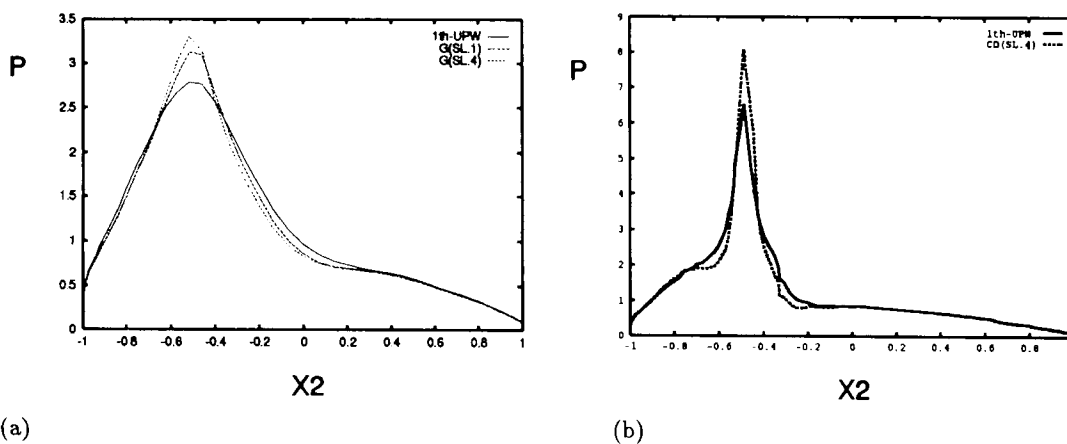 3.5
3
2.5
2
1.5
1
0.5
0
P
1th-UPW
G(SL.1)
G(SL.4)
-1 -0.8 -0.6 -0.4 -0.2 0 0.2 0.4 0.6 0.8 1
X2
(a)
9
8
7
6
5
4
3
2
1
0
P
1th-UPW
CD(SL.4)
-1 -0.8 -0.6 -0.4 -0.2 0 0.2 0.4 0.6 0.8
X2
(b)